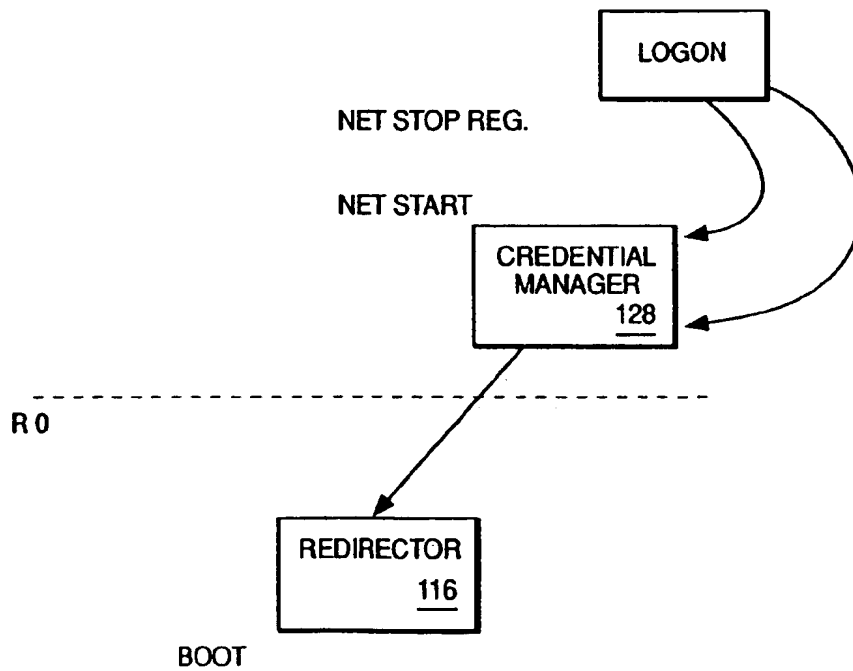 LOGON
NET STOP REG.
NET START
CREDENTIAL
MANAGER
128
R 0
REDIRECTOR
116
BOOT